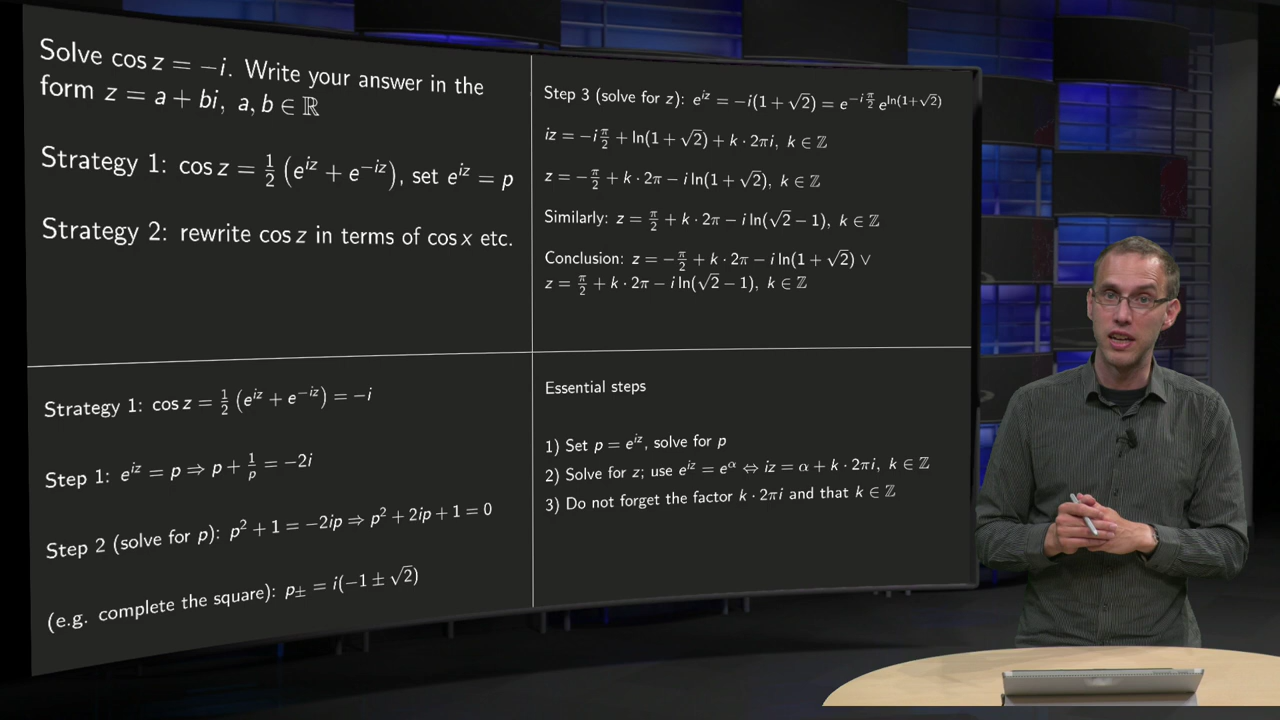 Solve cos z = −i. Write your answer in the
form z = a + bi, a, b ∈ ℝ
Strategy 1: cos z = 1/2 (e^{iz} + e^{−iz}), set e^{iz} = p
Strategy 2: rewrite cos z in terms of cos x etc.
Strategy 1: cos z = 1/2 (e^{iz} + e^{−iz}) = −i
Step 1: e^{iz} = p ⇒ p + 1/p = −2i
Step 2 (solve for p): p² + 1 = −2ip ⇒ p² + 2ip + 1 = 0
(e.g. complete the square): p± = i(−1 ± √2)
Step 3 (solve for z): e^{iz} = −i(1 + √2) = e^{−i π/2} e^{ln(1+√2)}
iz = −i π/2 + ln(1 + √2) + k · 2πi, k ∈ ℤ
z = −π/2 + k · 2π − i ln(1 + √2), k ∈ ℤ
Similarly: z = π/2 + k · 2π − i ln(√2 − 1), k ∈ ℤ
Conclusion: z = −π/2 + k · 2π − i ln(1 + √2) ∨
z = π/2 + k · 2π − i ln(√2 − 1), k ∈ ℤ
Essential steps
1) Set p = e^{iz}, solve for p
2) Solve for z; use e^{iz} = e^{α} ⇔ iz = α + k · 2πi, k ∈ ℤ
3) Do not forget the factor k · 2πi and that k ∈ ℤ